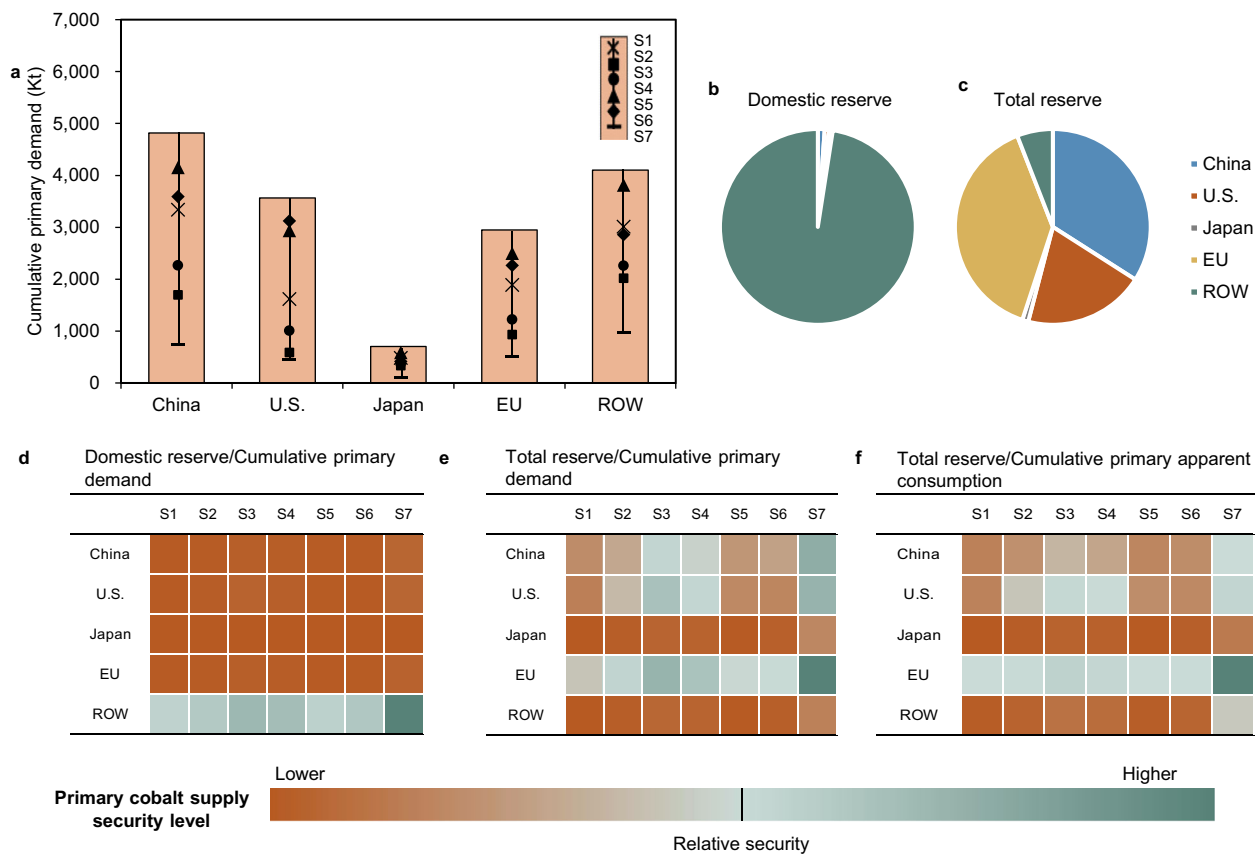 a
Cumulative primary demand (Kt)
7,000
6,000
5,000
4,000
3,000
2,000
1,000
0
China
U.S.
Japan
EU
ROW
S1
S2
S3
S4
S5
S6
S7
b
Domestic reserve
c
Total reserve
China
U.S.
Japan
EU
ROW
d
Domestic reserve/Cumulative primary
demand
S1 S2 S3 S4 S5 S6 S7
China
U.S.
Japan
EU
ROW
e
Total reserve/Cumulative primary
demand
S1 S2 S3 S4 S5 S6 S7
China
U.S.
Japan
EU
ROW
f
Total reserve/Cumulative primary apparent
consumption
S1 S2 S3 S4 S5 S6 S7
China
U.S.
Japan
EU
ROW
Lower
Higher
Primary cobalt supply
security level
Relative security